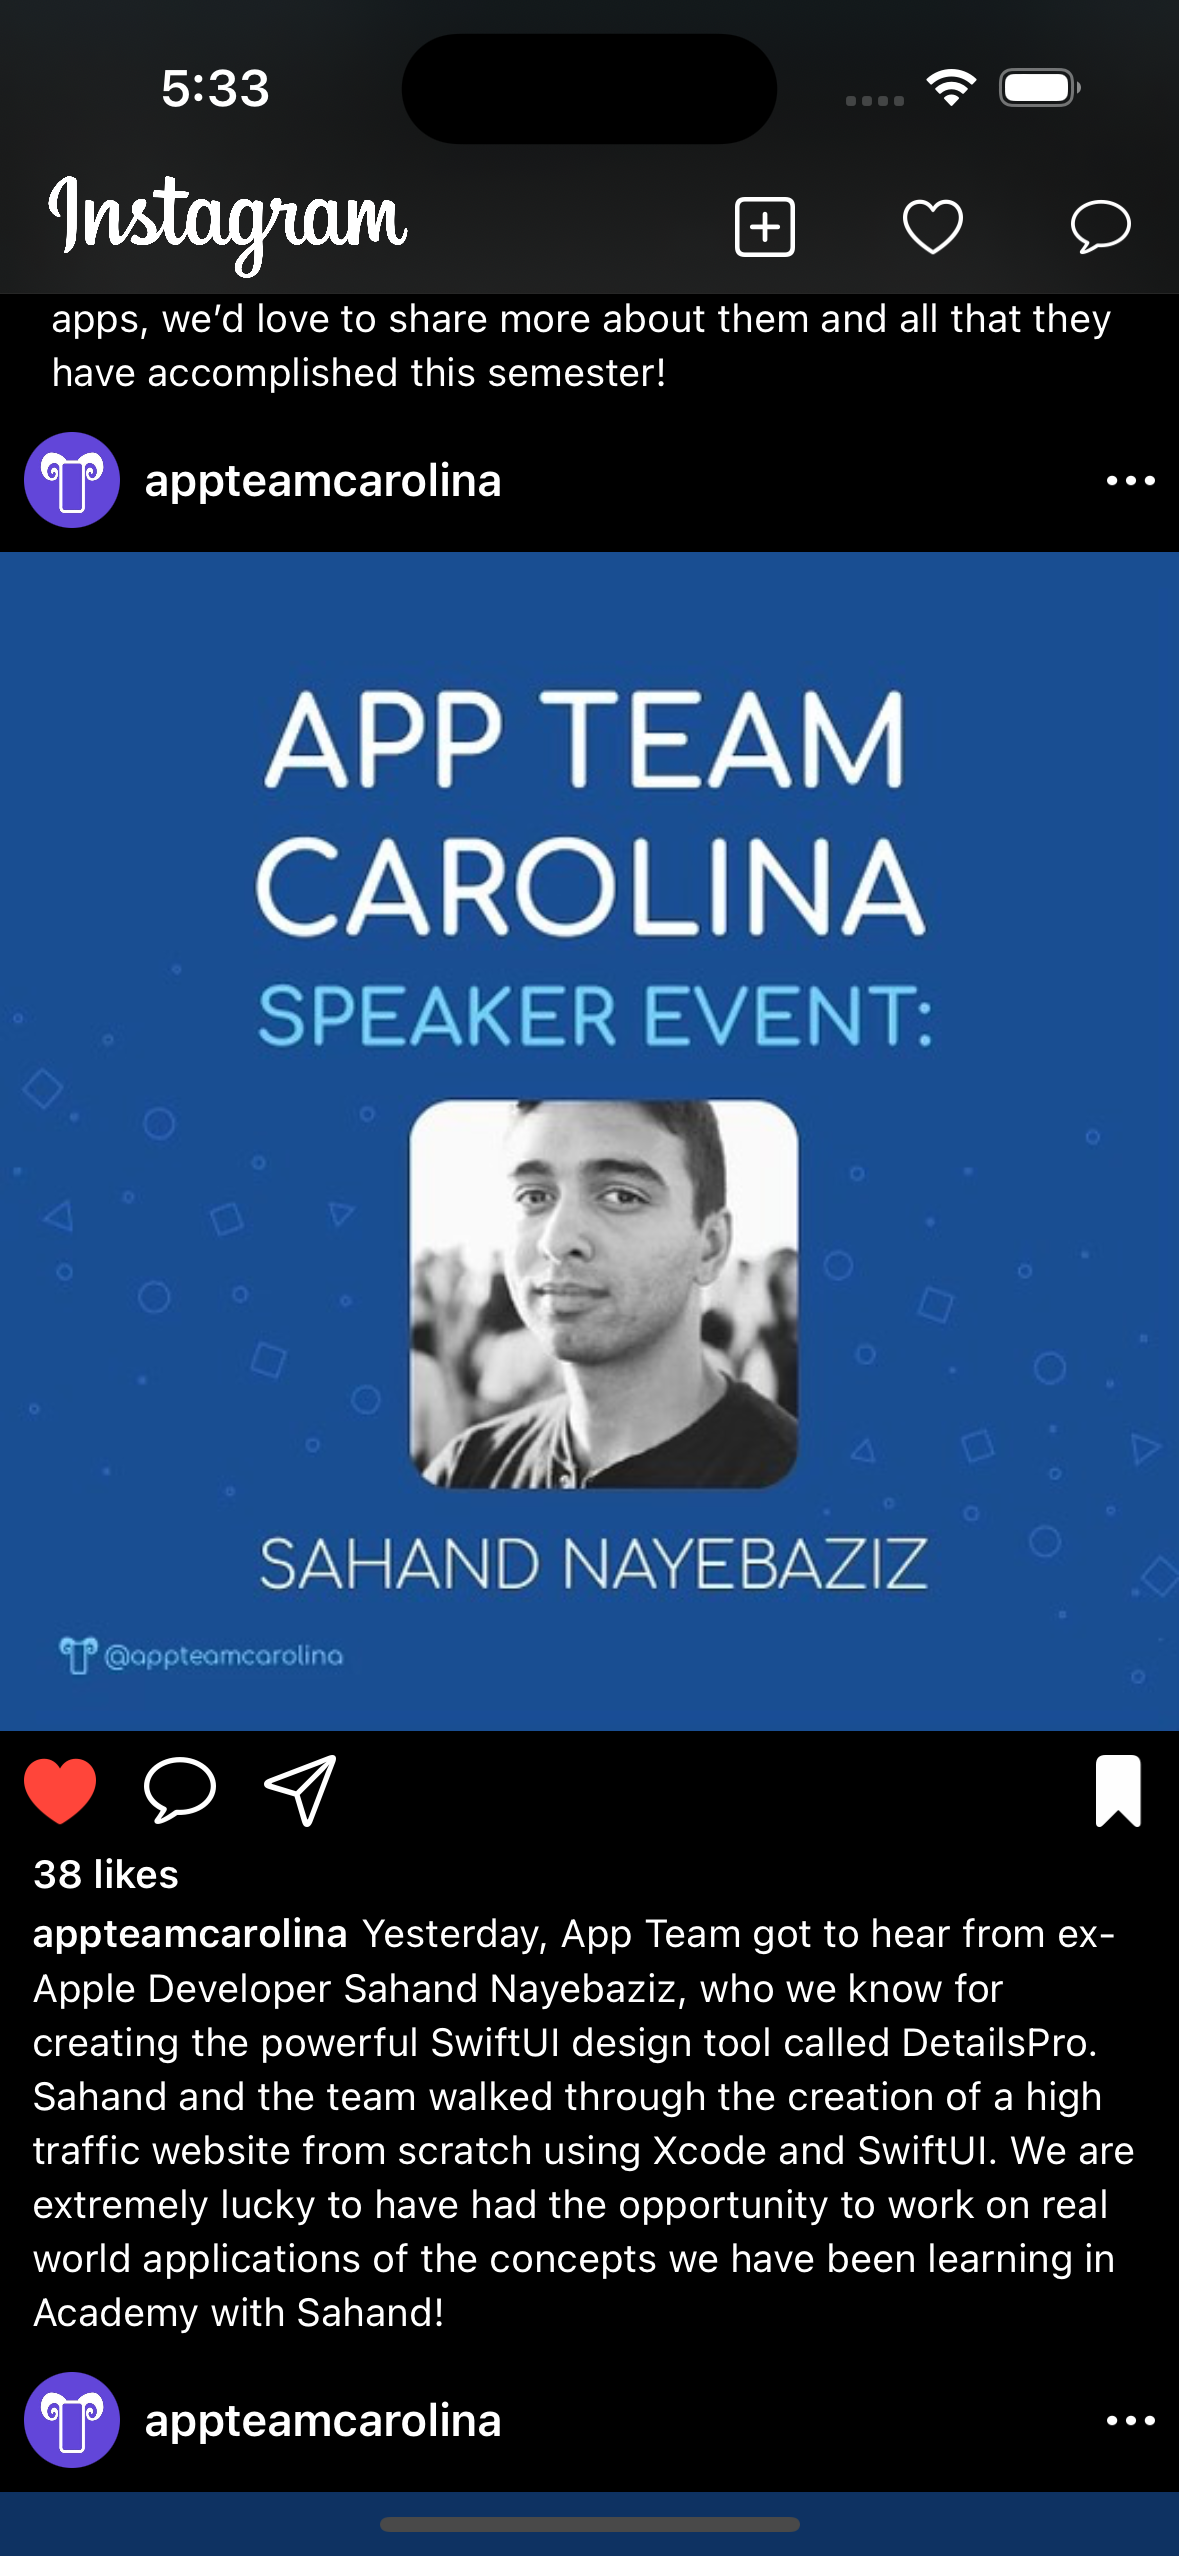 5:33
Instagram
apps, we’d love to share more about them and all that they
have accomplished this semester!
appteamcarolina
APP TEAM
CAROLINA
SPEAKER EVENT:
SAHAND NAYEBAZIZ
@appteamcarolina
38 likes
appteamcarolina Yesterday, App Team got to hear from ex-
Apple Developer Sahand Nayebaziz, who we know for
creating the powerful SwiftUI design tool called DetailsPro.
Sahand and the team walked through the creation of a high
traffic website from scratch using Xcode and SwiftUI. We are
extremely lucky to have had the opportunity to work on real
world applications of the concepts we have been learning in
Academy with Sahand!
appteamcarolina